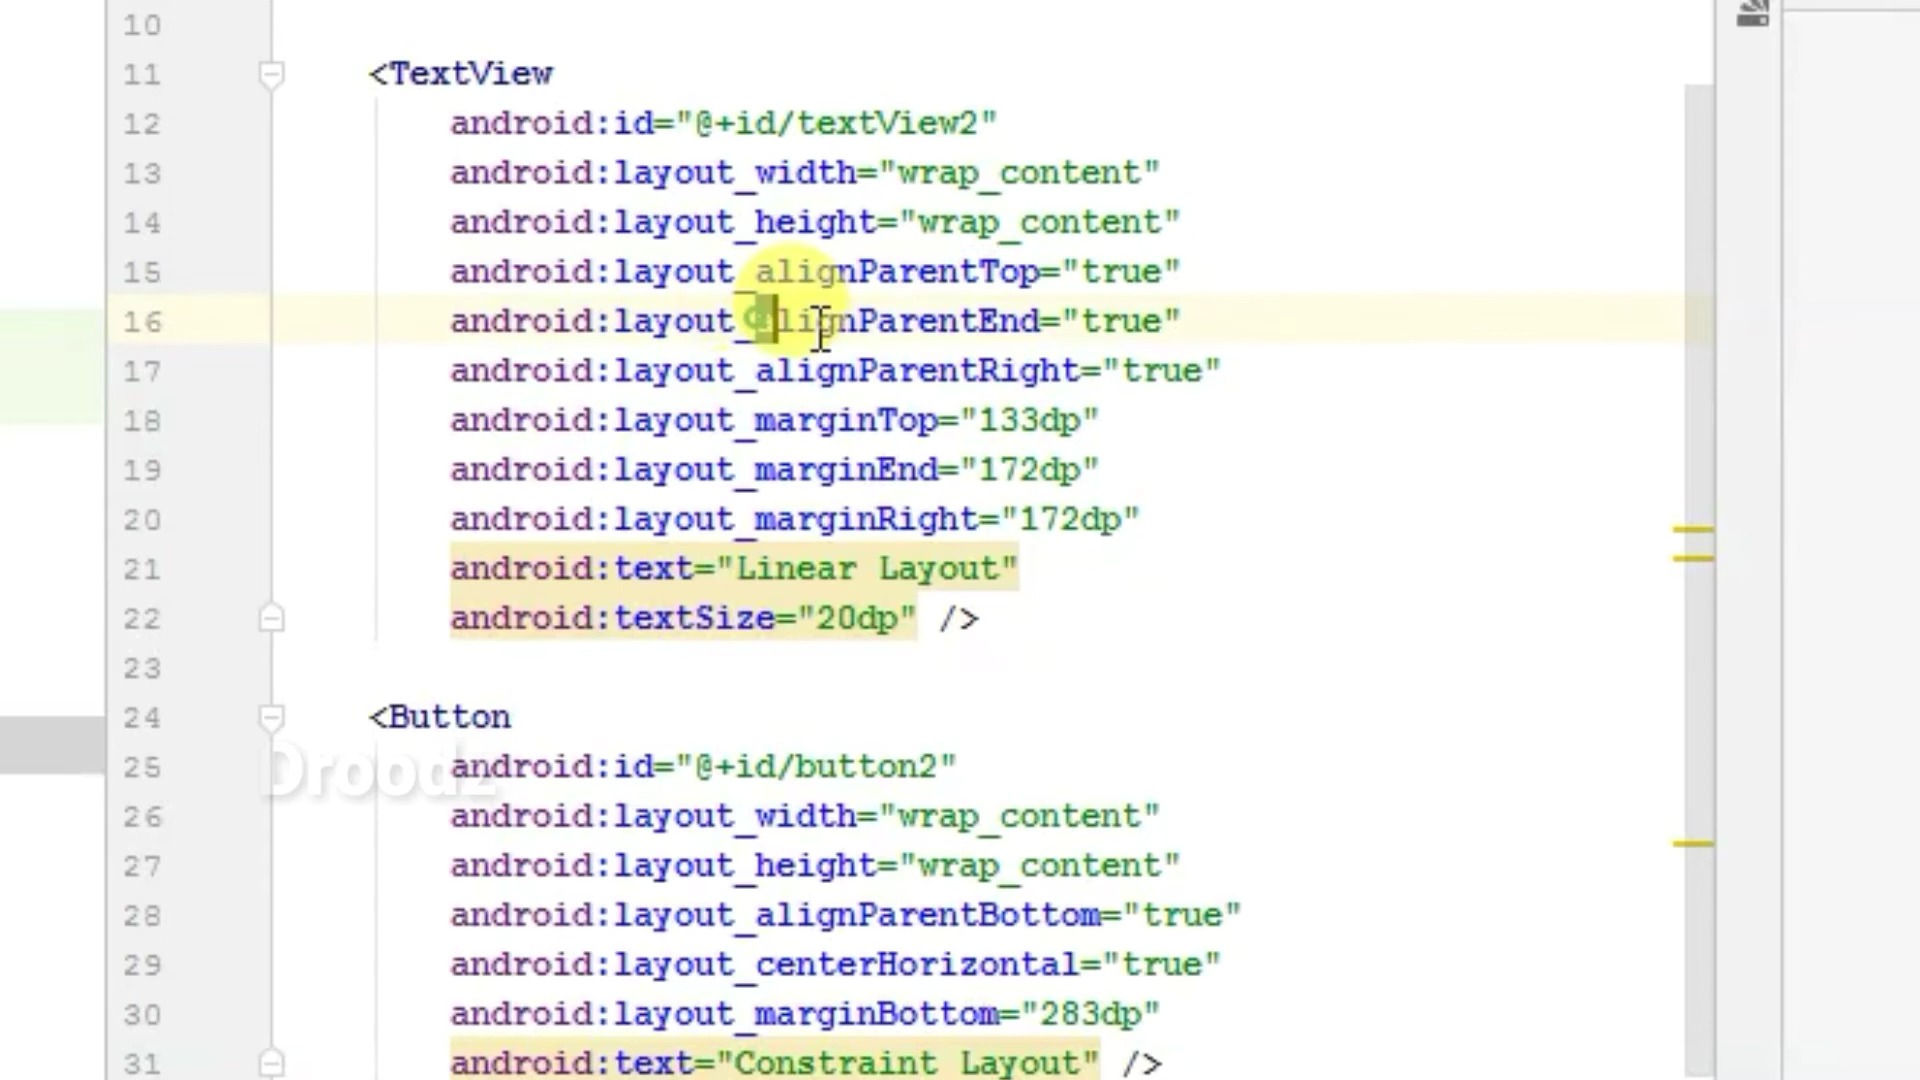 10
11 <TextView
12 android:id="@+id/textView2"
13 android:layout_width="wrap_content"
14 android:layout_height="wrap_content"
15 android:layout_alignParentTop="true"
16 android:layout_alignParentEnd="true"
17 android:layout_alignParentRight="true"
18 android:layout_marginTop="133dp"
19 android:layout_marginEnd="172dp"
20 android:layout_marginRight="172dp"
21 android:text="Linear Layout"
22 android:textSize="20dp" />
23
24 <Button
Droodz
25 android:id="@+id/button2"
26 android:layout_width="wrap_content"
27 android:layout_height="wrap_content"
28 android:layout_alignParentBottom="true"
29 android:layout_centerHorizontal="true"
30 android:layout_marginBottom="283dp"
31 android:text="Constraint Layout" />